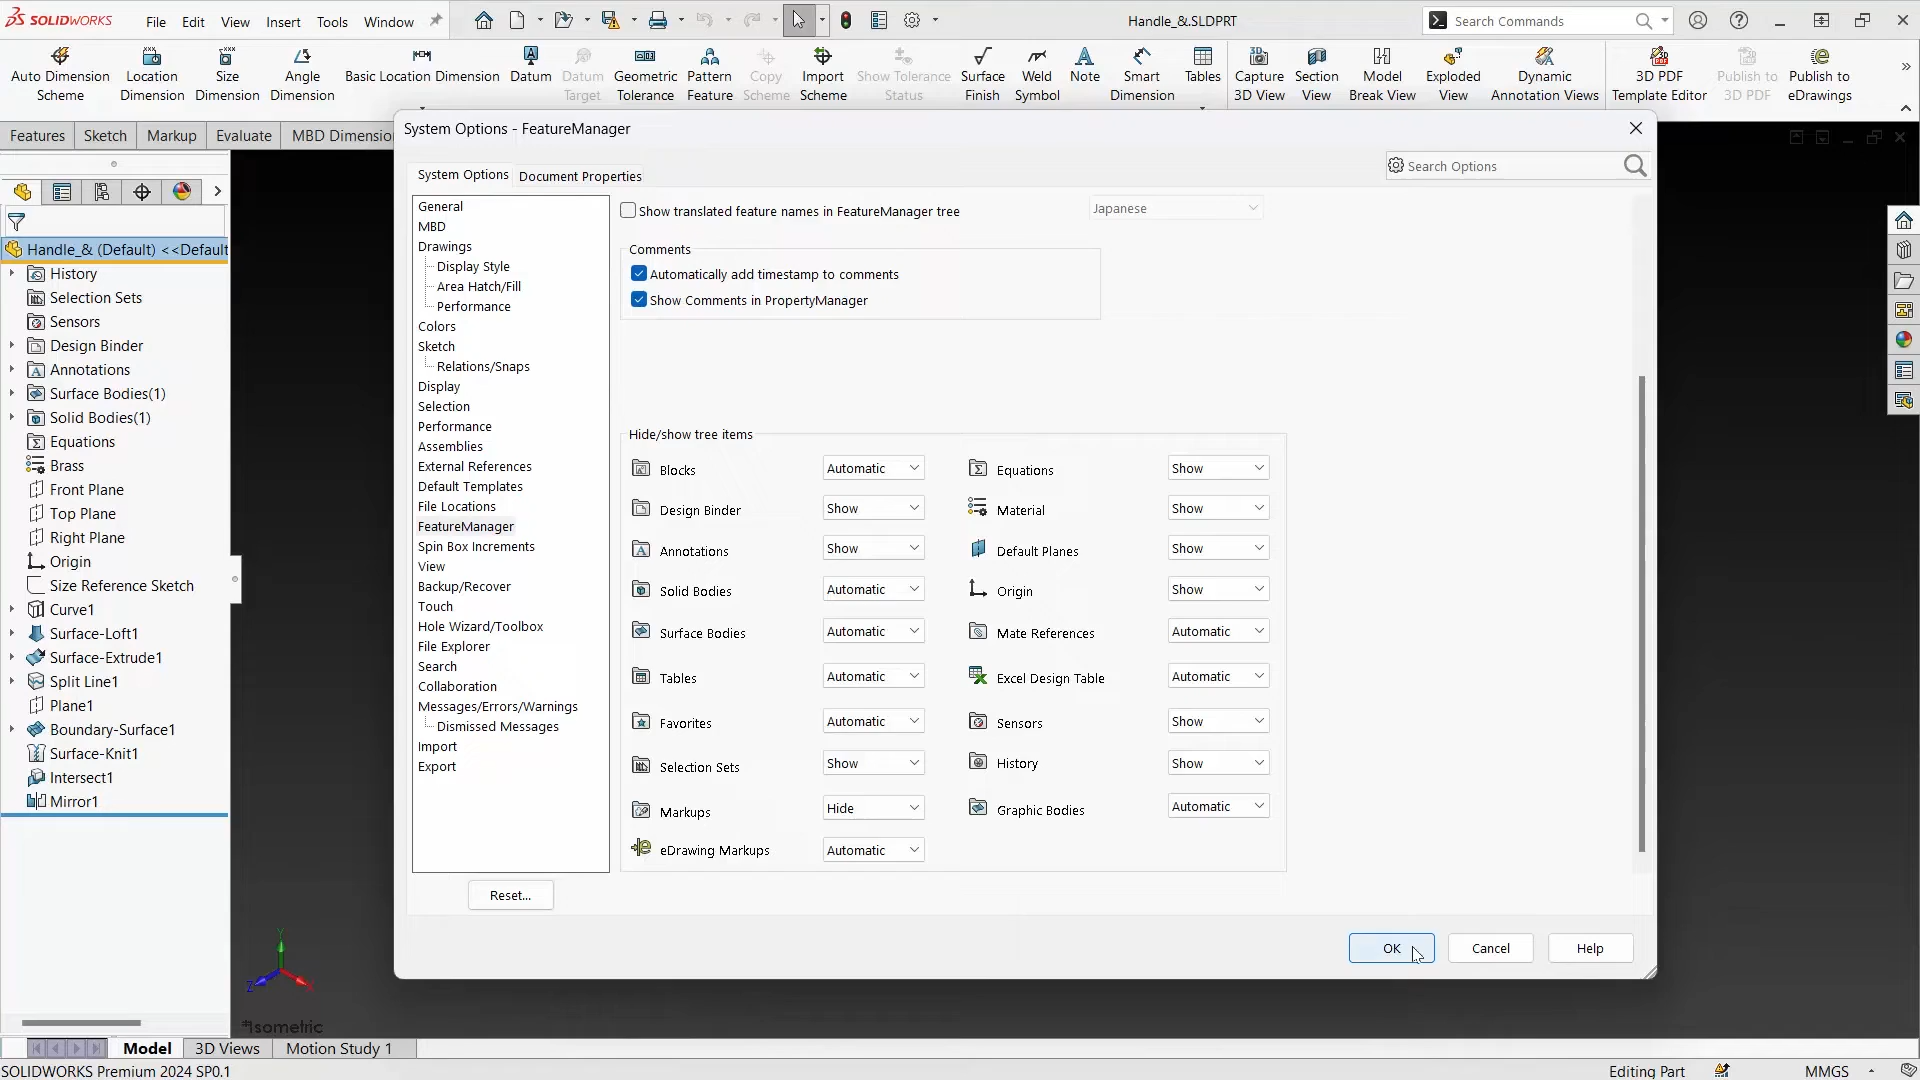 SOLIDWORKS File Edit View Insert Tools Window Handle_&.SLDPRT Search Commands
Auto Dimension Scheme
Location Dimension
Size Dimension
Angle Dimension
Basic Location Dimension
Datum
Datum Target
Geometric Tolerance
Pattern Feature
Copy Scheme
Import Scheme
Show Tolerance Status
Surface Finish
Weld Symbol
Note
Smart Dimension
Tables
Capture 3D View
Section View
Model Break View
Exploded View
Dynamic Annotation Views
3D PDF Template Editor
Publish to 3D PDF
Publish to eDrawings
Features Sketch Markup Evaluate MBD Dimensio
Handle_& (Default) <<Default
History
Selection Sets
Sensors
Design Binder
Annotations
Surface Bodies(1)
Solid Bodies(1)
Equations
Brass
Front Plane
Top Plane
Right Plane
Origin
Size Reference Sketch
Curve1
Surface-Loft1
Surface-Extrude1
Split Line1
Plane1
Boundary-Surface1
Surface-Knit1
Intersect1
Mirror1
System Options - FeatureManager
System Options Document Properties
Search Options
General
MBD
Drawings
Display Style
Area Hatch/Fill
Performance
Colors
Sketch
Relations/Snaps
Display
Selection
Performance
Assemblies
External References
Default Templates
File Locations
FeatureManager
Spin Box Increments
View
Backup/Recover
Touch
Hole Wizard/Toolbox
File Explorer
Search
Collaboration
Messages/Errors/Warnings
Dismissed Messages
Import
Export
Reset...
Show translated feature names in FeatureManager tree Japanese
Comments
Automatically add timestamp to comments
Show Comments in PropertyManager
Hide/show tree items
Blocks Automatic Equations Show
Design Binder Show Material Show
Annotations Show Default Planes Show
Solid Bodies Automatic Origin Show
Surface Bodies Automatic Mate References Automatic
Tables Automatic Excel Design Table Automatic
Favorites Automatic Sensors Show
Selection Sets Show History Show
Markups Hide Graphic Bodies Automatic
eDrawing Markups Automatic
OK Cancel Help
Y
Z
X
*Isometric
Model 3D Views Motion Study 1
SOLIDWORKS Premium 2024 SP0.1 Editing Part MMGS